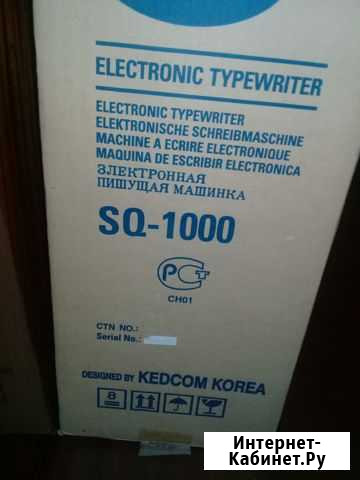 ELECTRONIC TYPEWRITER
ELECTRONIC TYPEWRITER
ELEKTRONISCHE SCHREIBMASCHINE
MACHINE A ECRIRE ELECTRONIQUE
MAQUINA DE ESCRIBIR ELECTRONICA
ЭЛЕКТРОННАЯ
ПИШУЩАЯ МАШИНКА
SQ-1000
РСТ
CH01
CTN NO.:
Serial No.:
DESIGNED BY KEDCOM KOREA
8
Интернет-
Кабинет.Ру